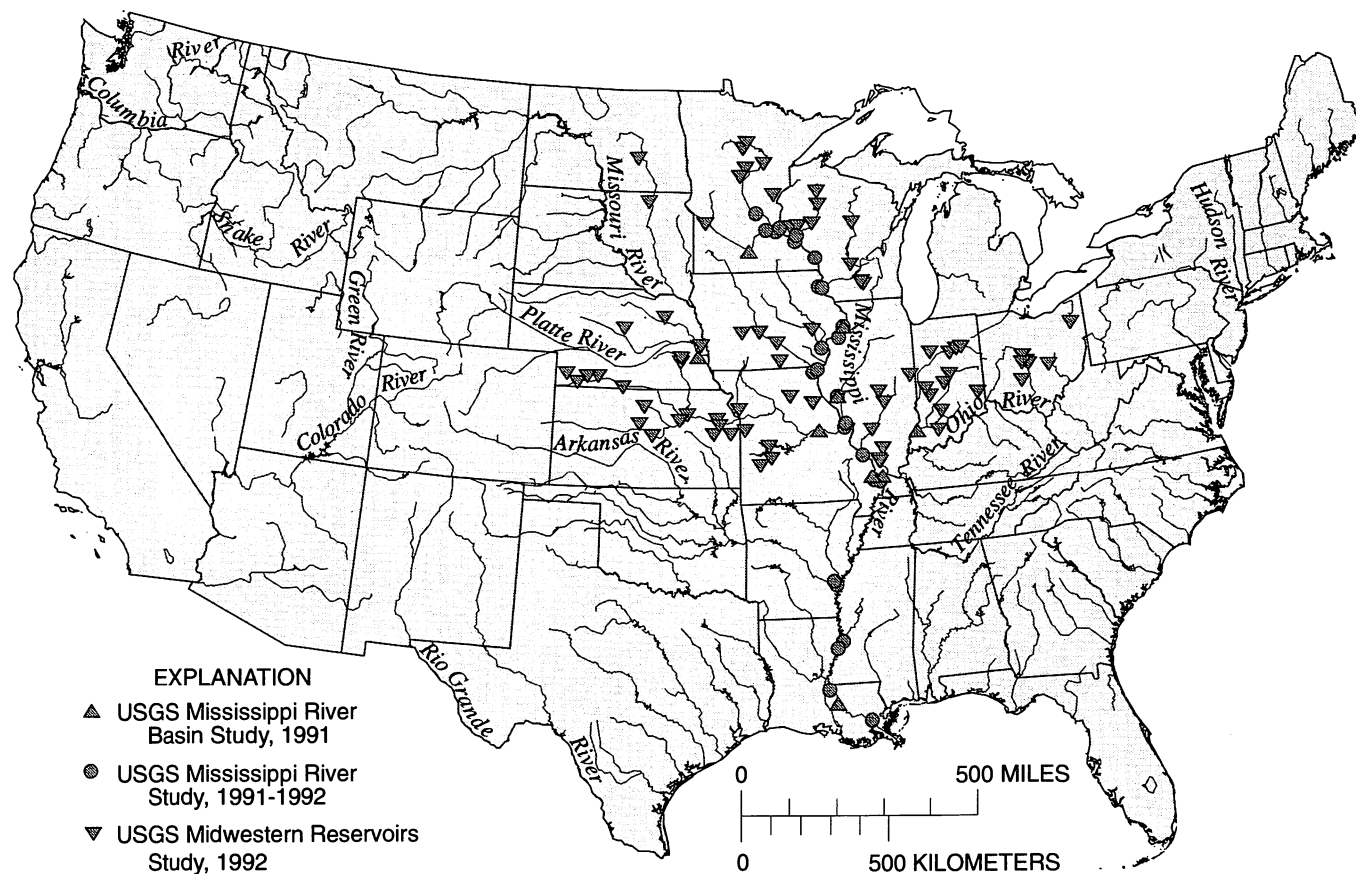 River
Columbia
Snake
River
Missouri
River
Green River
Platte River
Colorado
River
Arkansas
River
Mississippi
River
Ohio
River
Tennessee River
Hudson River
Rio Grande
River
EXPLANATION
USGS Mississippi River
Basin Study, 1991
USGS Mississippi River
Study, 1991-1992
USGS Midwestern Reservoirs
Study, 1992
0
500 MILES
0
500 KILOMETERS